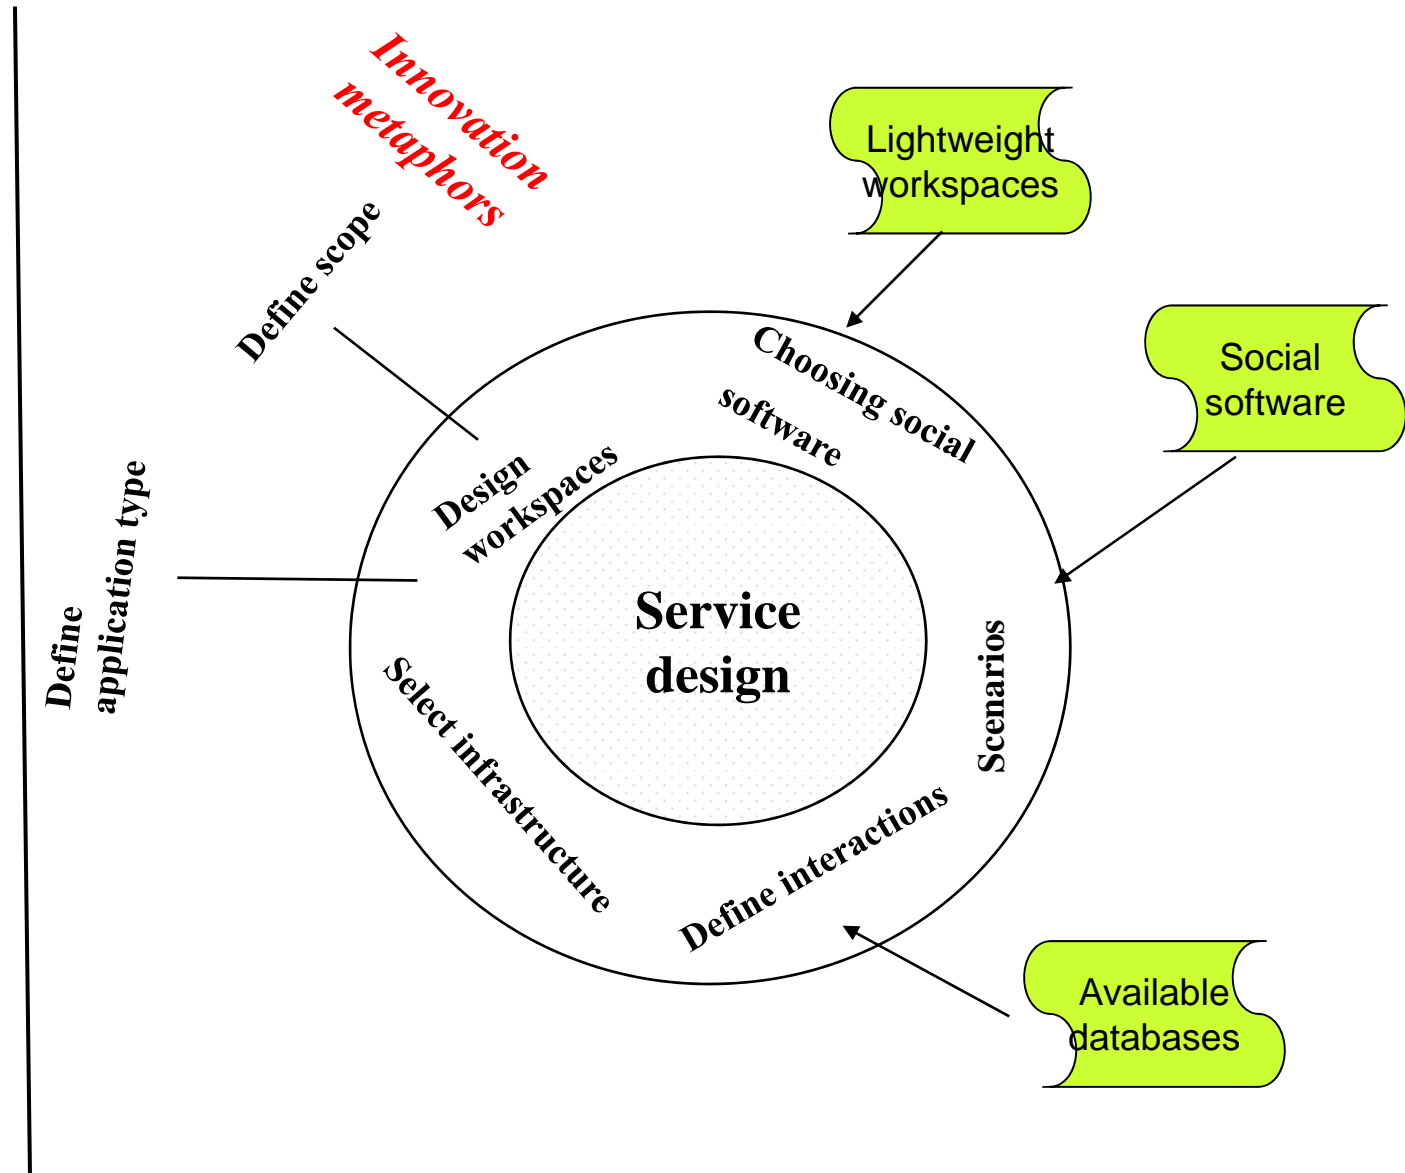 Innovation
metaphors
Define scope
Define
application type
Lightweight
workspaces
Social
software
Choosing social
software
Design
workspaces
Service
design
Select infrastructure
Scenarios
Define interactions
Available
databases